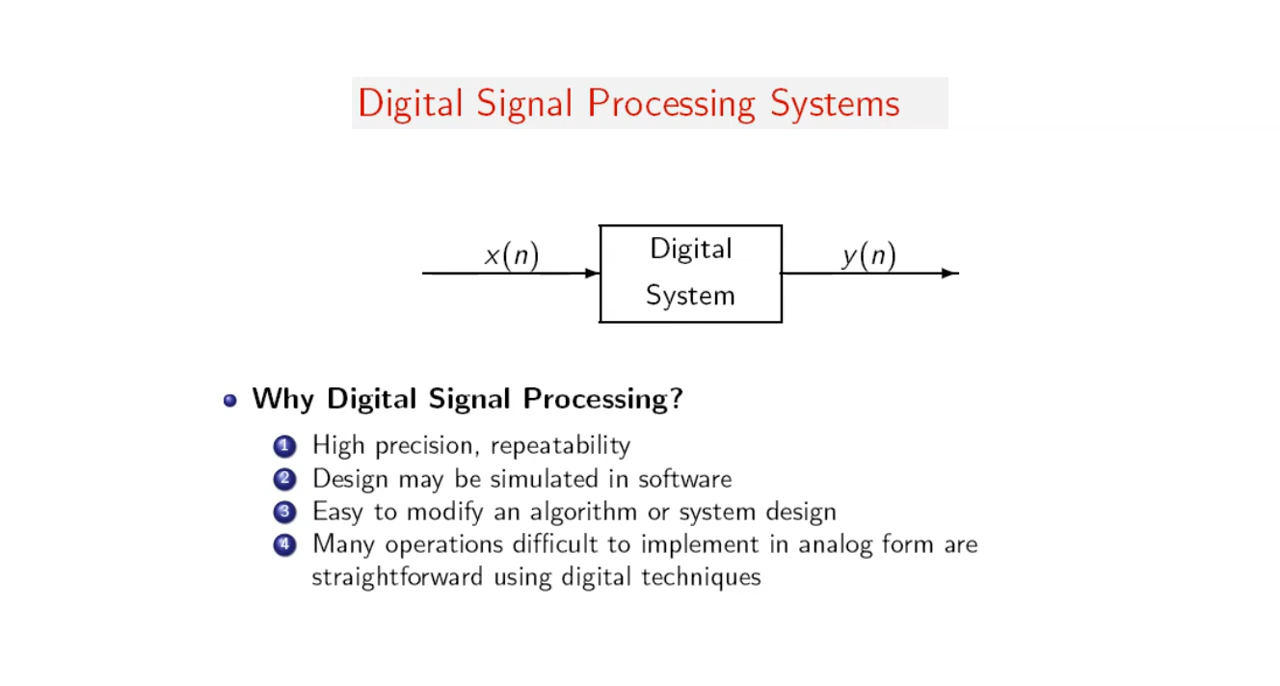 Digital Signal Processing Systems
x(n)
Digital
System
y(n)
Why Digital Signal Processing?
1 High precision, repeatability
2 Design may be simulated in software
3 Easy to modify an algorithm or system design
4 Many operations difficult to implement in analog form are
straightforward using digital techniques